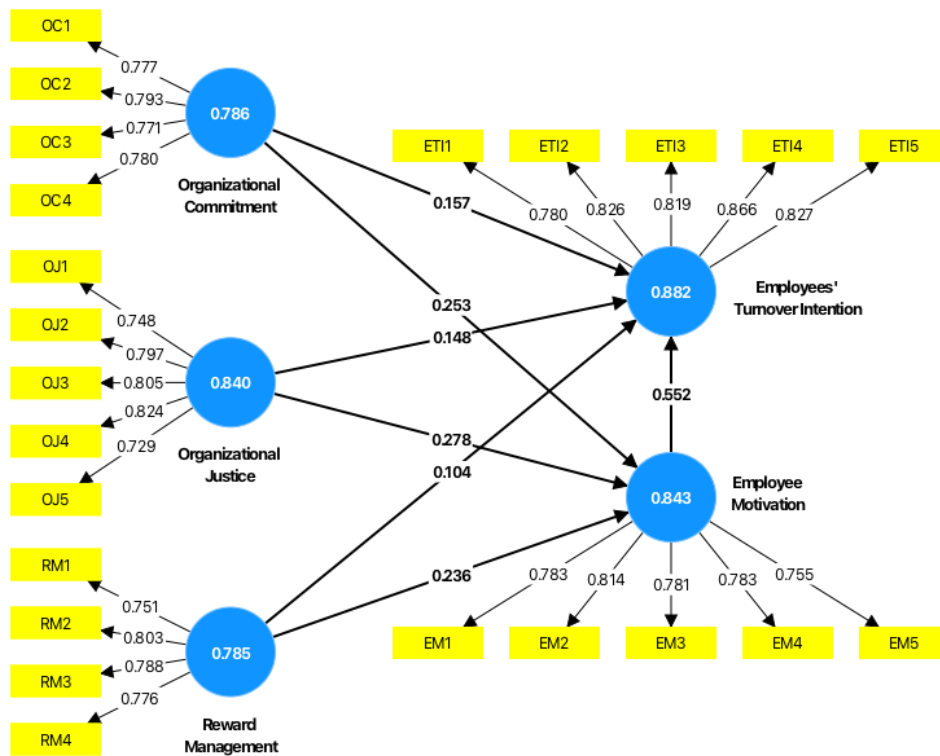 OC1
0.777
OC2
0.793
OC3
0.771
OC4
0.780
0.786
Organizational
Commitment
OJ1
0.748
OJ2
0.797
OJ3
0.805
OJ4
0.824
OJ5
0.729
0.840
Organizational
Justice
RM1
0.751
RM2
0.803
RM3
0.788
RM4
0.776
0.785
Reward
Management
0.157
0.253
0.148
0.278
0.104
0.236
ETI1
ETI2
ETI3
ETI4
ETI5
0.780
0.826
0.819
0.866
0.827
0.882
Employees'
Turnover Intention
0.552
0.843
Employee
Motivation
0.783
0.814
0.781
0.783
0.755
EM1
EM2
EM3
EM4
EM5